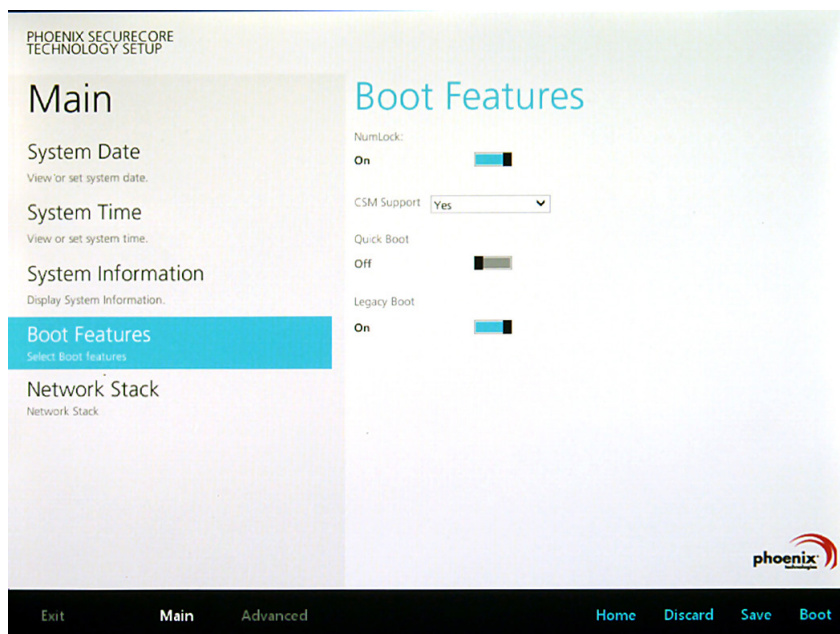 PHOENIX SECURECORE
TECHNOLOGY SETUP
Main
System Date
View or set system date.
System Time
View or set system time.
System Information
Display System Information.
Boot Features
Select Boot features
Network Stack
Network Stack
Boot Features
NumLock:
On
CSM Support Yes
Quick Boot
Off
Legacy Boot
On
phoenix
technologies
Exit Main Advanced Home Discard Save Boot